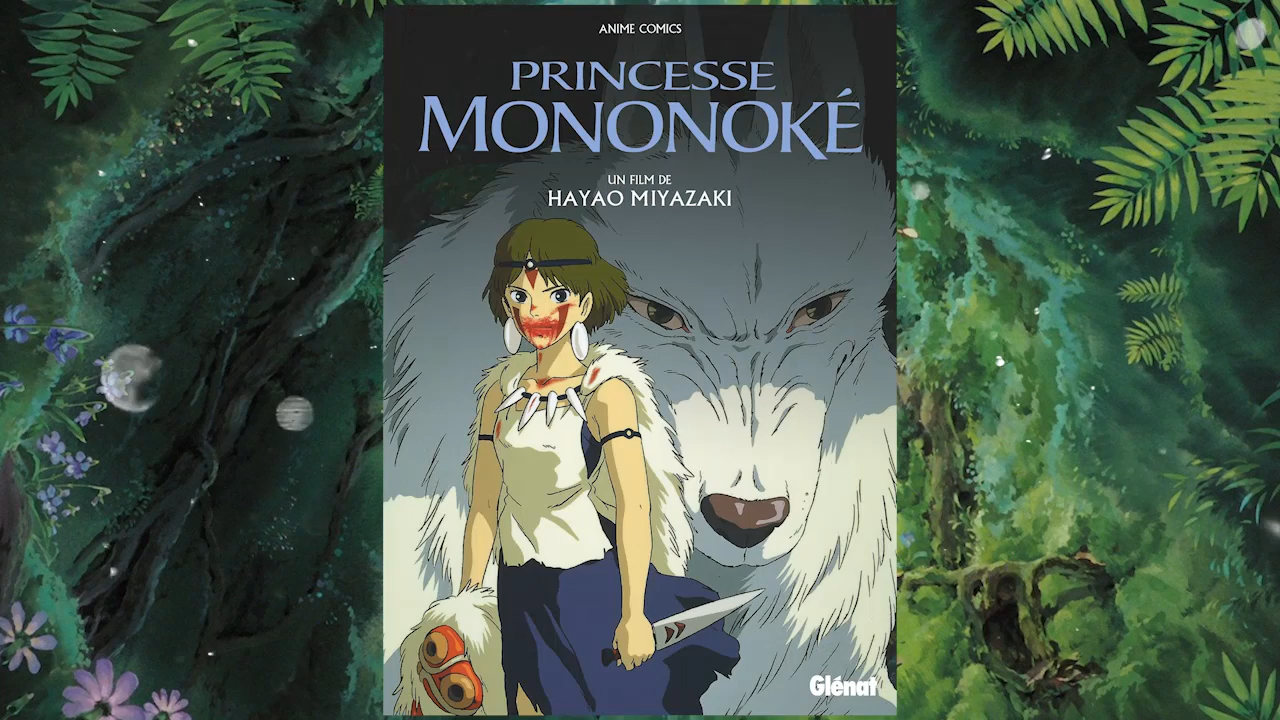 ANIME COMICS
PRINCESSE
MONONOKÉ
UN FILM DE
HAYAO MIYAZAKI
Glénat